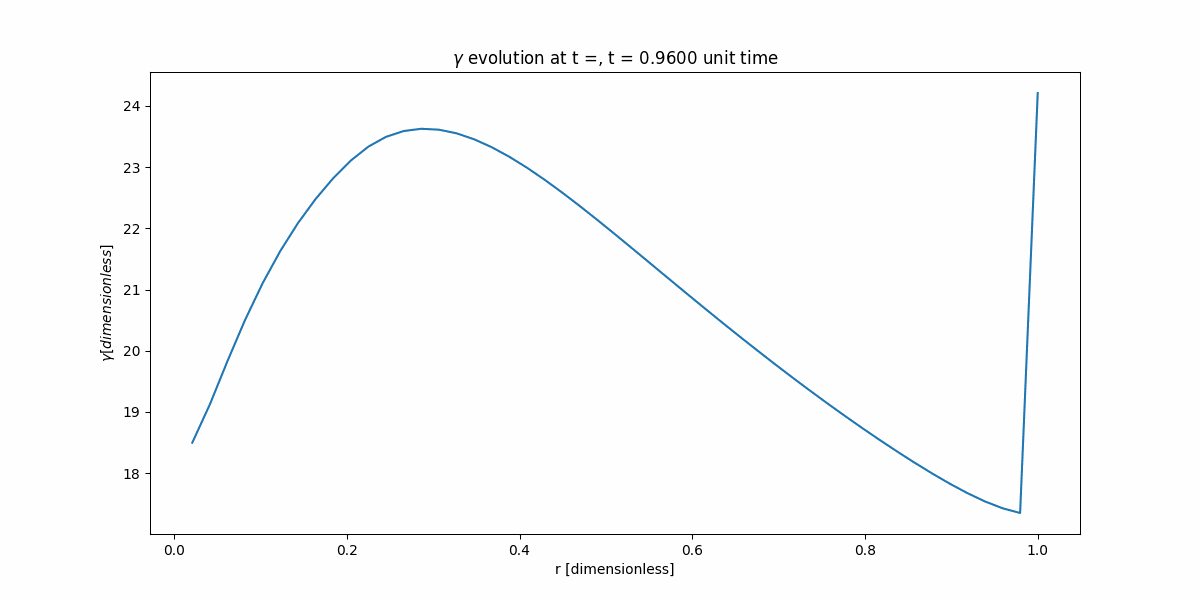 γ evolution at t =, t = 0.9600 unit time
γ[dimensionless]
24
23
22
21
20
19
18
0.0 0.2 0.4 0.6 0.8 1.0
r [dimensionless]